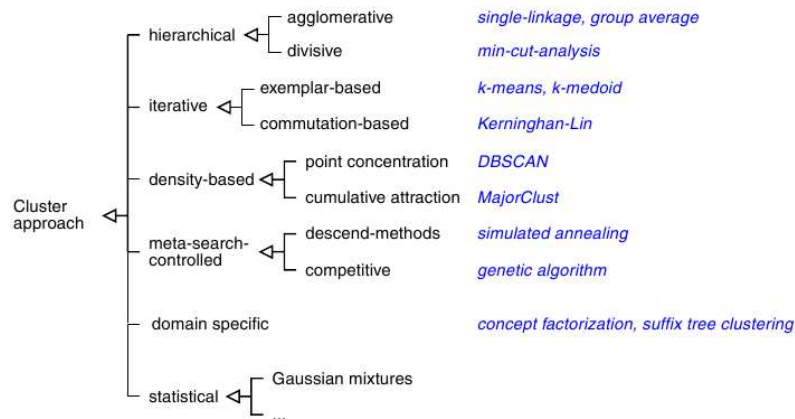 agglomerative single-linkage, group average
hierarchical
divisive min-cut-analysis
exemplar-based k-means, k-medoid
iterative
commutation-based Kerninghan-Lin
point concentration DBSCAN
density-based
cumulative attraction MajorClust
Cluster
approach
descend-methods simulated annealing
meta-search-
controlled
competitive genetic algorithm
domain specific concept factorization, suffix tree clustering
Gaussian mixtures
statistical
...